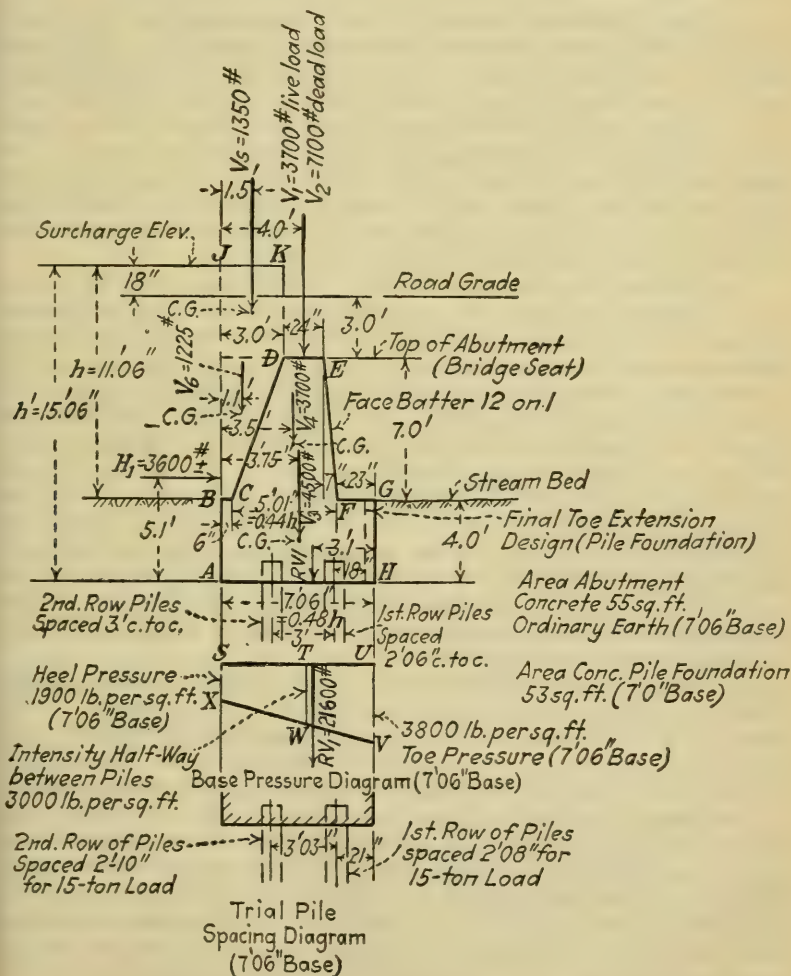 V5=1350#
V1=3700# live load
V2=7100# dead load
1.5'
4.0'
Surcharge Elev.
J
K
18"
Road Grade
C.G.
3.0'
24"
3.0'
D
E
Top of Abutment
(Bridge Seat)
h=11'06"
h'=15'06"
V6=1225#
1.1'
C.G.
3.5'
V4=3700#
C.G.
Face Batter 12 on 1
7.0'
H1=3600#±
3.75'
V3=4500#
7"
23"
G
Stream Bed
B
C
5'01"
=0.44h
F
5.1'
6"
C.G.
RV1
3.1'
Final Toe Extension
Design (Pile Foundation)
4.0'
A
18"
H
2nd. Row Piles
Spaced 3' c. to c.
7'06"
=0.48h
3'
1st. Row Piles
Spaced
2'06" c. to c.
Area Abutment
Concrete 55 sq. ft.
Ordinary Earth (7'06" Base)
S
T
U
Heel Pressure
1900 lb. per sq. ft.
(7'06" Base)
X
Area Conc. Pile Foundation
53 sq. ft. (7'0" Base)
W
RV1=21600#
V
3800 lb. per sq. ft.
Toe Pressure (7'06" Base)
Intensity Half-Way
between Piles
3000 lb. per sq. ft.
Base Pressure Diagram (7'06" Base)
2nd. Row of Piles
Spaced 2'-10"
for 15-ton Load
3'03"
21"
1st. Row of Piles
spaced 2'08" for
15-ton Load
Trial Pile
Spacing Diagram
(7'06" Base)